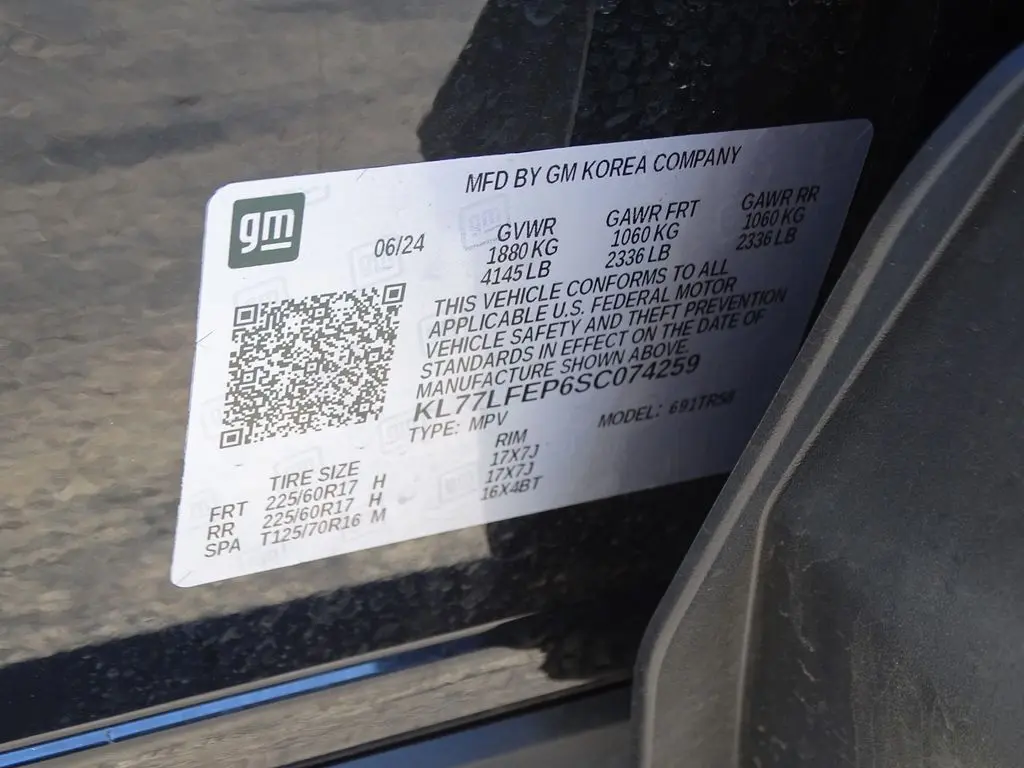 MFD BY GM KOREA COMPANY
gm
06/24
GVWR
1880 KG
4145 LB
GAWR FRT
1060 KG
2336 LB
GAWR RR
1060 KG
2336 LB
THIS VEHICLE CONFORMS TO ALL
APPLICABLE U.S. FEDERAL MOTOR
VEHICLE SAFETY AND THEFT PREVENTION
STANDARDS IN EFFECT ON THE DATE OF
MANUFACTURE SHOWN ABOVE.
KL77LFEP6SC074259
TYPE: MPV
MODEL: 691TR58
TIRE SIZE
RIM
FRT 225/60R17 H 17X7J
RR 225/60R17 H 17X7J
SPA T125/70R16 M 16X4BT